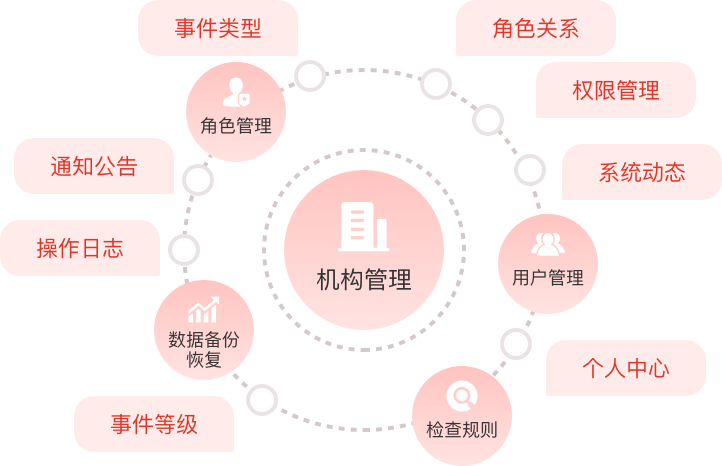 事件类型
角色关系
权限管理
角色管理
通知公告
系统动态
操作日志
机构管理
用户管理
数据备份
恢复
个人中心
事件等级
检查规则